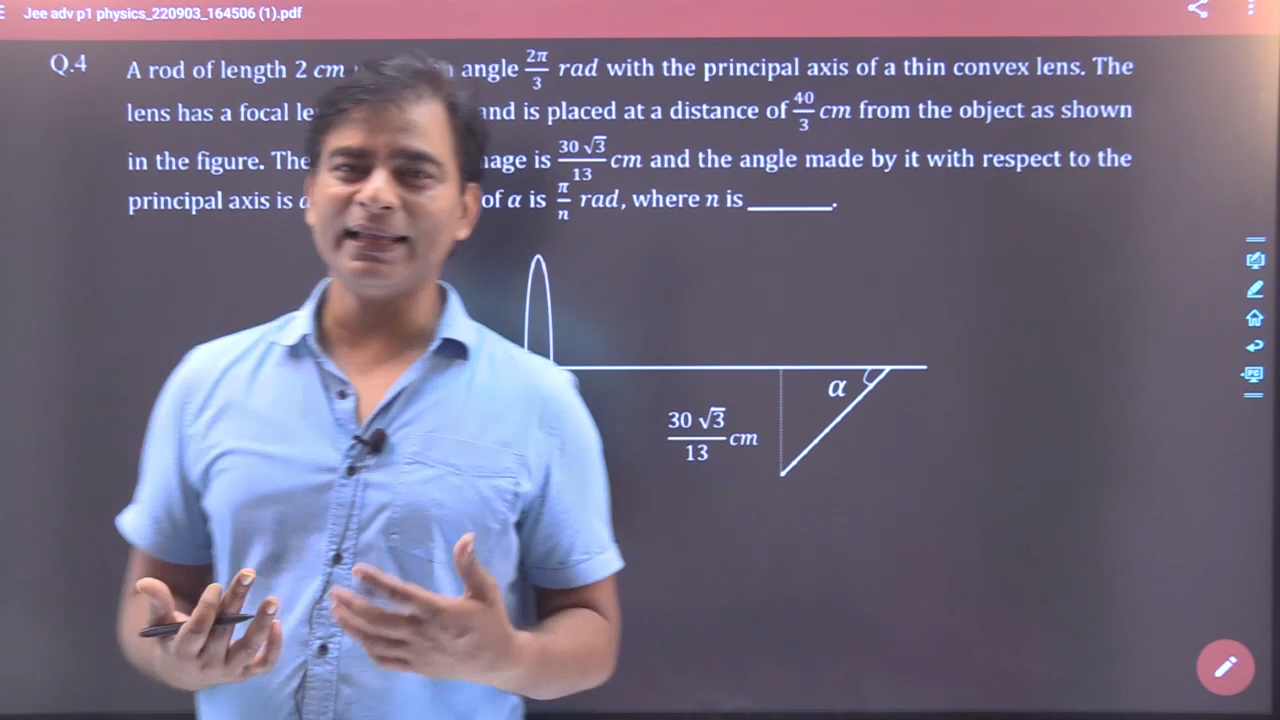 Jee adv p1 physics_220903_164506 (1).pdf
Q.4 A rod of length 2 cm angle 2π/3 rad with the principal axis of a thin convex lens. The
lens has a focal and is placed at a distance of 40/3 cm from the object as shown
in the figure. The is 30√3/13 cm and the angle made by it with respect to the
principal axis is of α is π/n rad, where n is ______.
α
30√3/13 cm